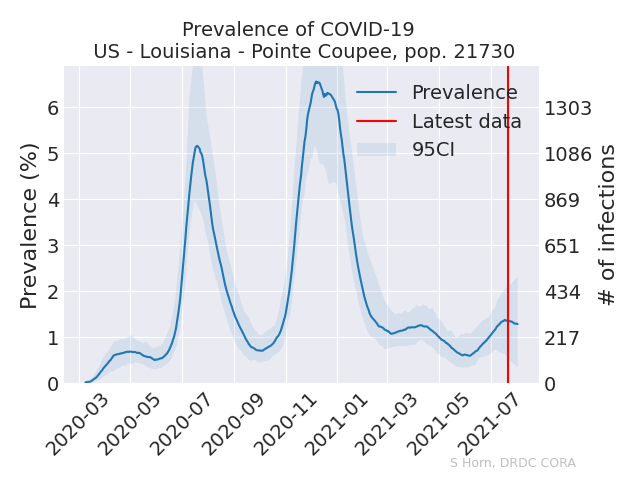 Prevalence of COVID-19
US - Louisiana - Pointe Coupee, pop. 21730
Prevalence (%)
6
5
4
3
2
1
0
Prevalence
Latest data
95CI
1303
1086
869
651
434
217
0
# of infections
2020-03
2020-05
2020-07
2020-09
2020-11
2021-01
2021-03
2021-05
2021-07
S Horn, DRDC CORA